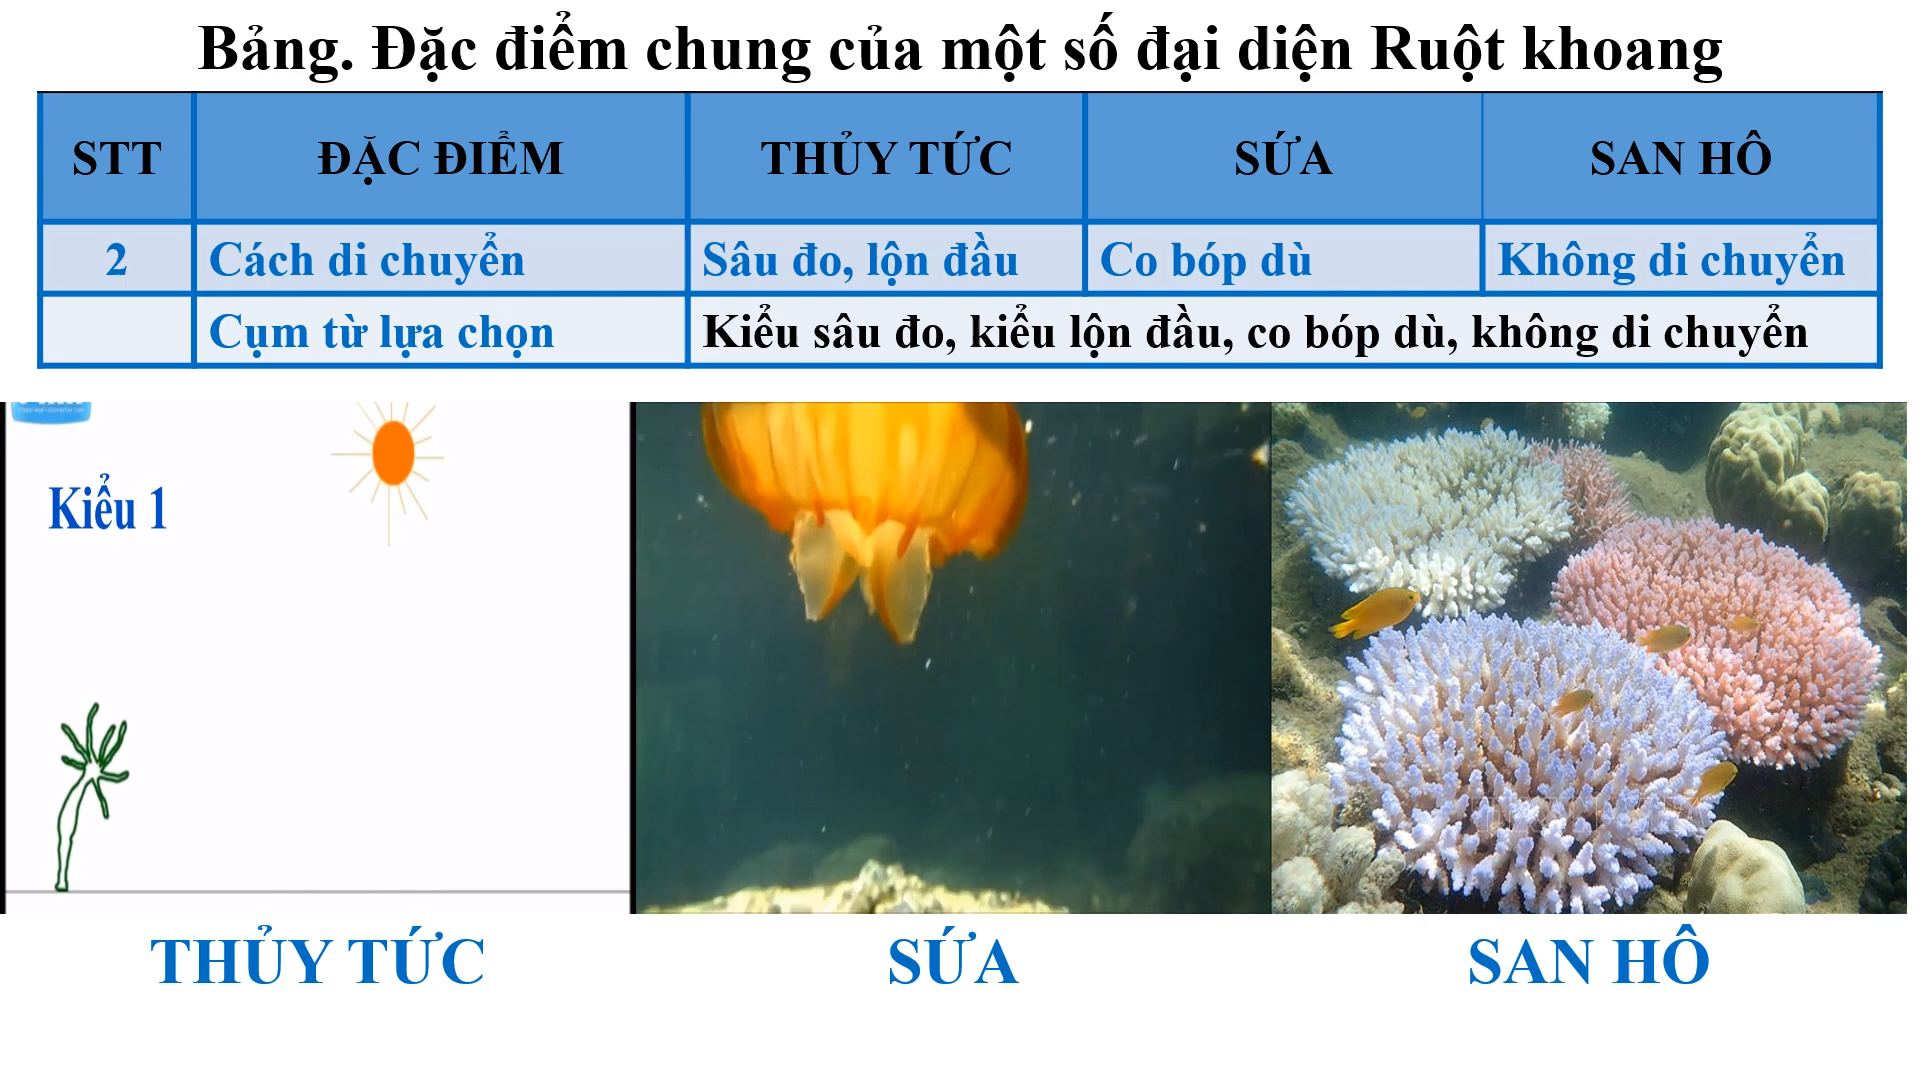 Bảng. Đặc điểm chung của một số đại diện Ruột khoang
STT ĐẶC ĐIỂM THỦY TỨC SỨA SAN HÔ
2 Cách di chuyển Sâu đo, lộn đầu Co bóp dù Không di chuyển
Cụm từ lựa chọn Kiểu sâu đo, kiểu lộn đầu, co bóp dù, không di chuyển
Kiểu 1
THỦY TỨC SỨA SAN HÔ